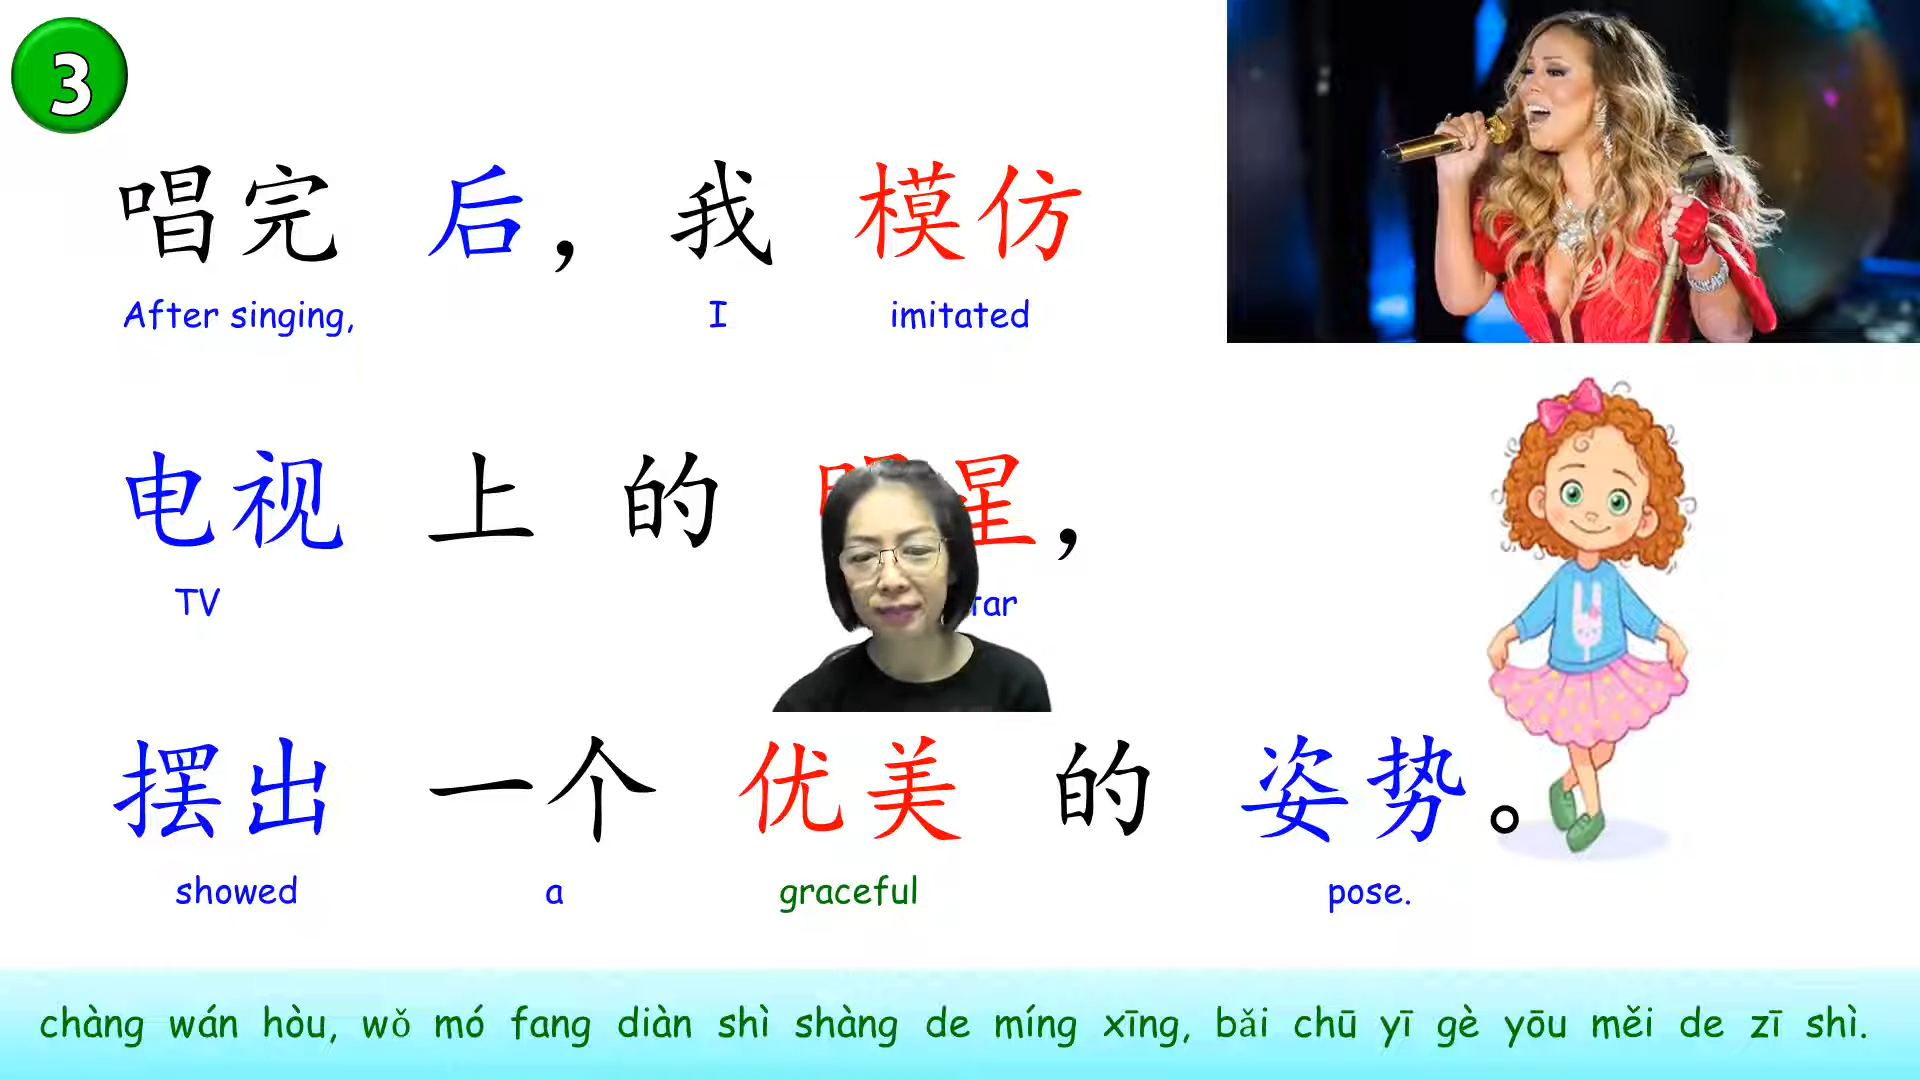 3
唱完 后， 我 模仿
After singing, I imitated
电视 上 的 明星，
TV
摆出 一个 优美 的 姿势。
showed a graceful pose.
chàng wán hòu, wǒ mó fang diàn shì shàng de míng xīng, bǎi chū yī gè yōu měi de zī shì.